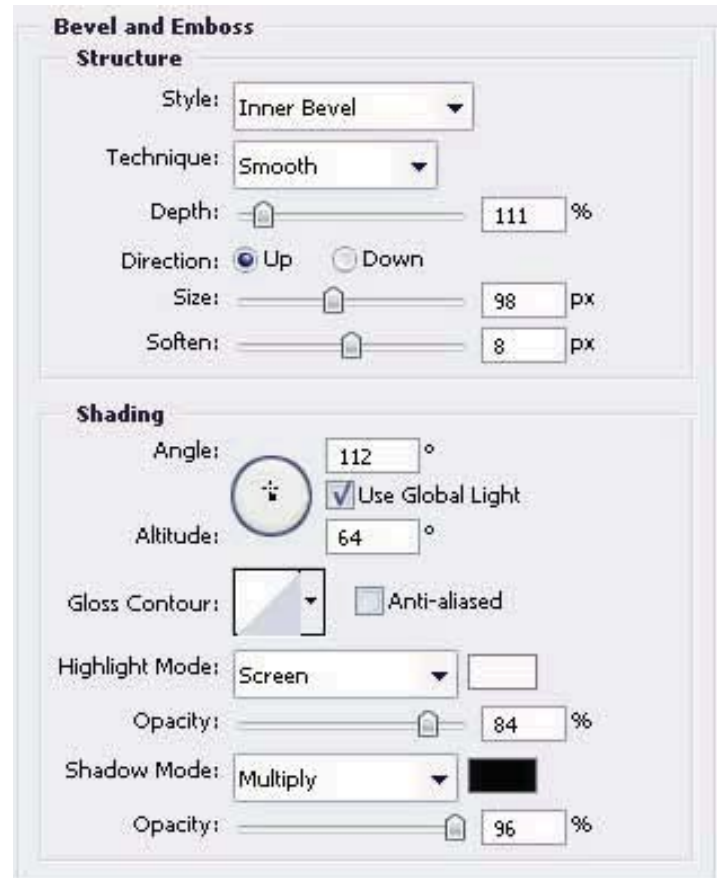 Bevel and Emboss
Structure
Style: Inner Bevel
Technique: Smooth
Depth: 111 %
Direction: Up Down
Size: 98 px
Soften: 8 px
Shading
Angle: 112 °
Use Global Light
Altitude: 64 °
Gloss Contour: Anti-aliased
Highlight Mode: Screen
Opacity: 84 %
Shadow Mode: Multiply
Opacity: 96 %